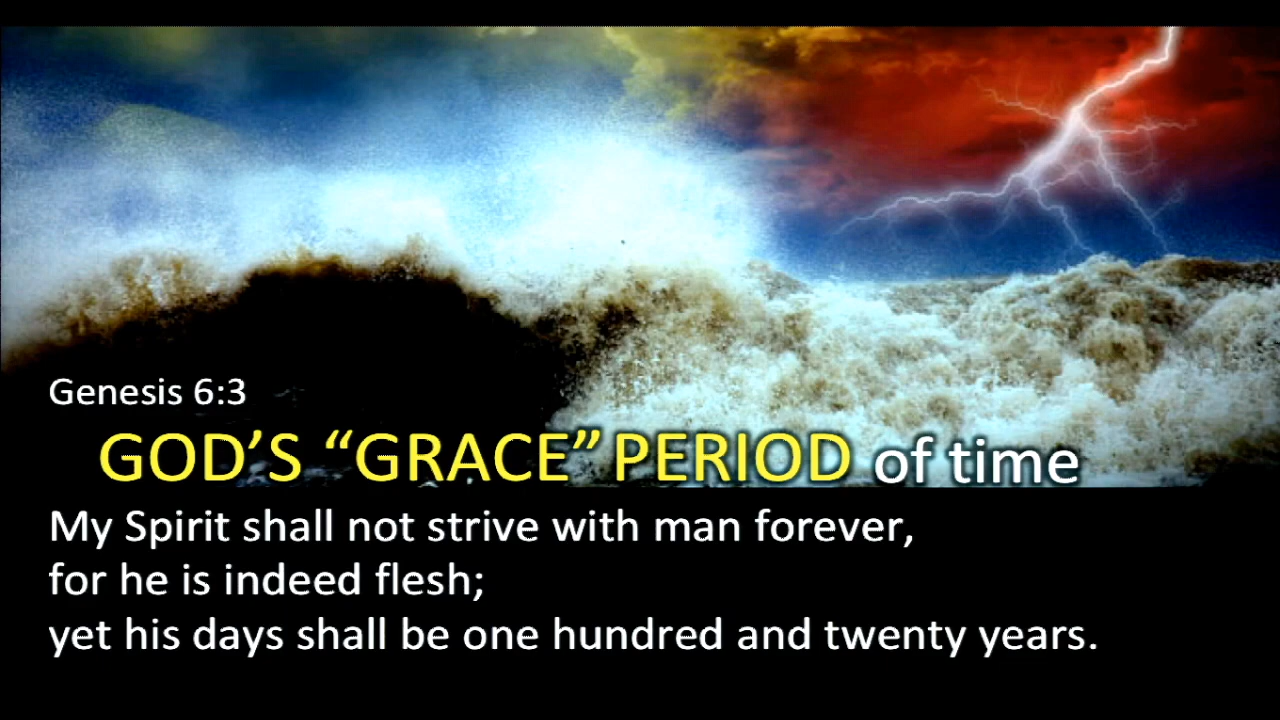 Genesis 6:3
GOD’S “GRACE” PERIOD of time
My Spirit shall not strive with man forever,
for he is indeed flesh;
yet his days shall be one hundred and twenty years.